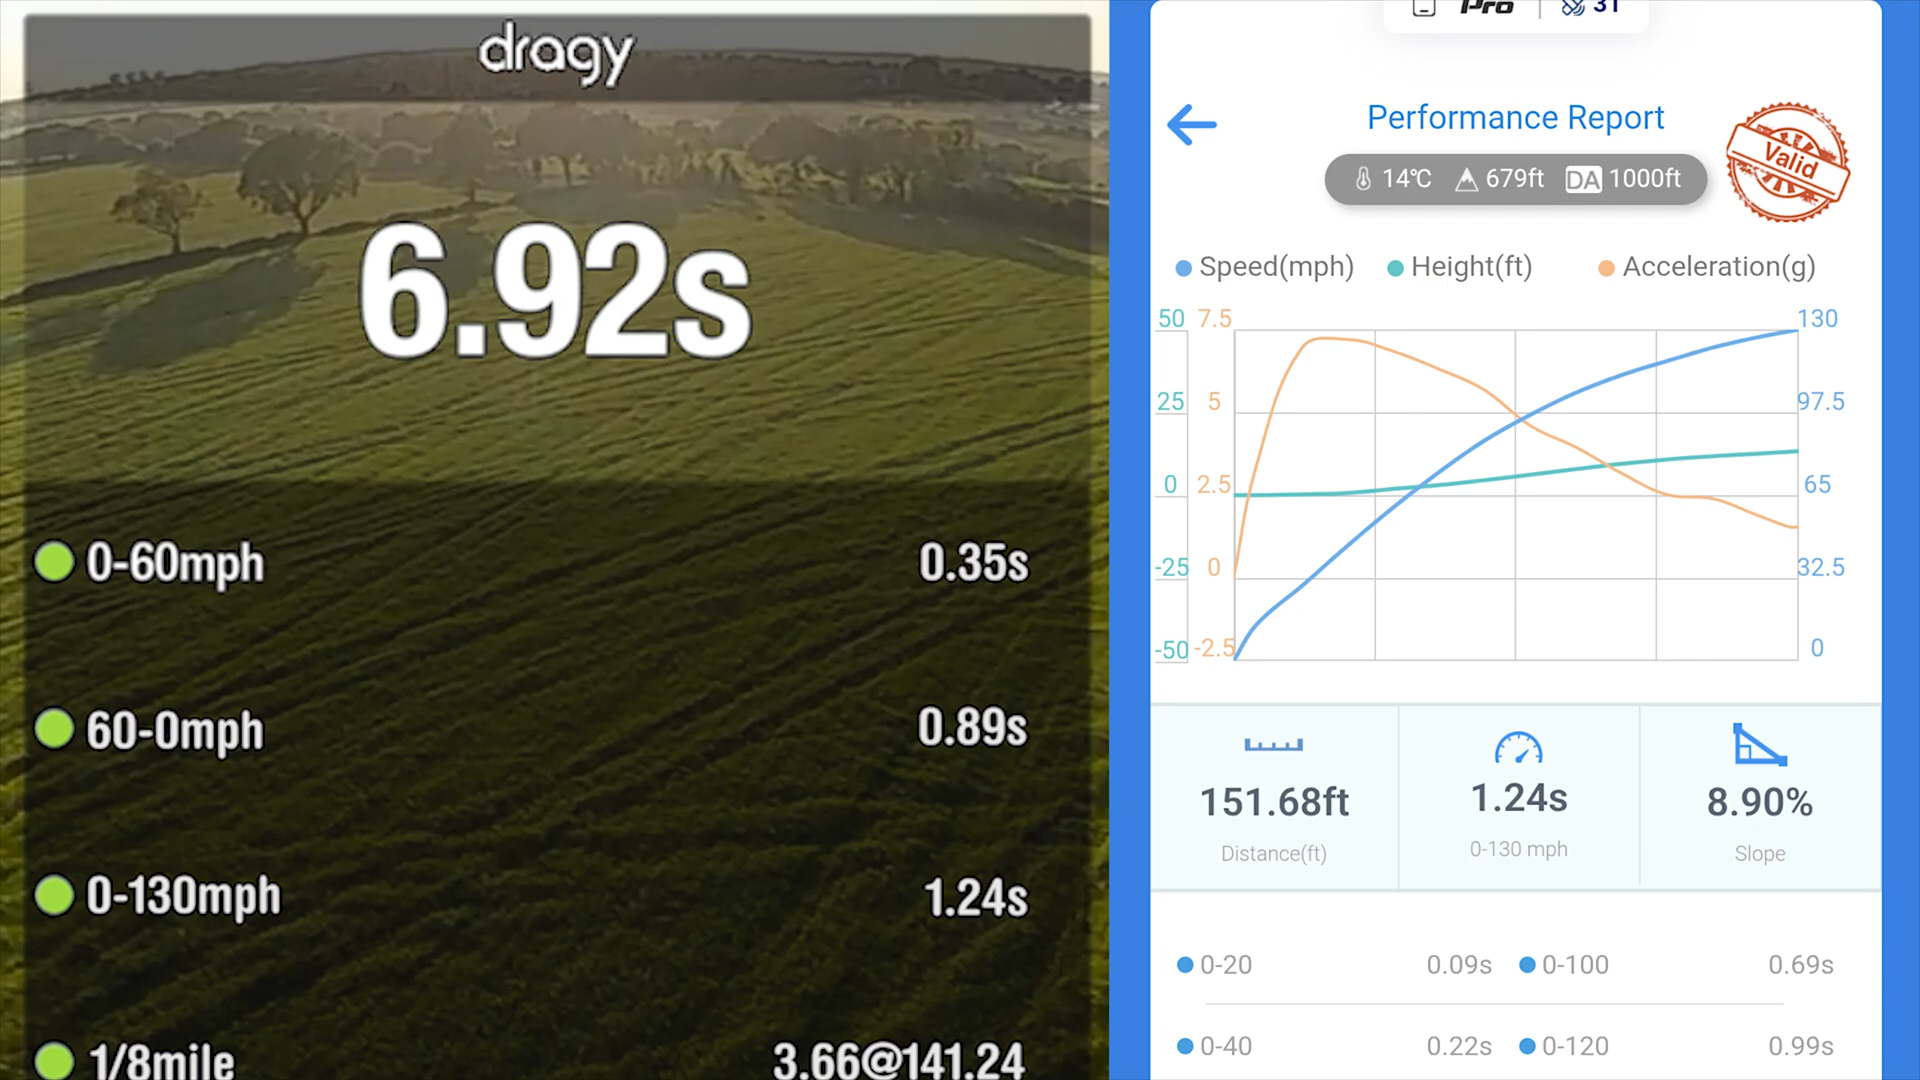 dragy
6.92s
0-60mph 0.35s
60-0mph 0.89s
0-130mph 1.24s
1/8mile 3.66@141.24
Pro 31
Performance Report
Valid
14℃ 679ft DA 1000ft
Speed(mph) Height(ft) Acceleration(g)
50 7.5 130
25 5 97.5
0 2.5 65
-25 0 32.5
-50 -2.5 0
151.68ft 1.24s 8.90%
Distance(ft) 0-130 mph Slope
0-20 0.09s 0-100 0.69s
0-40 0.22s 0-120 0.99s